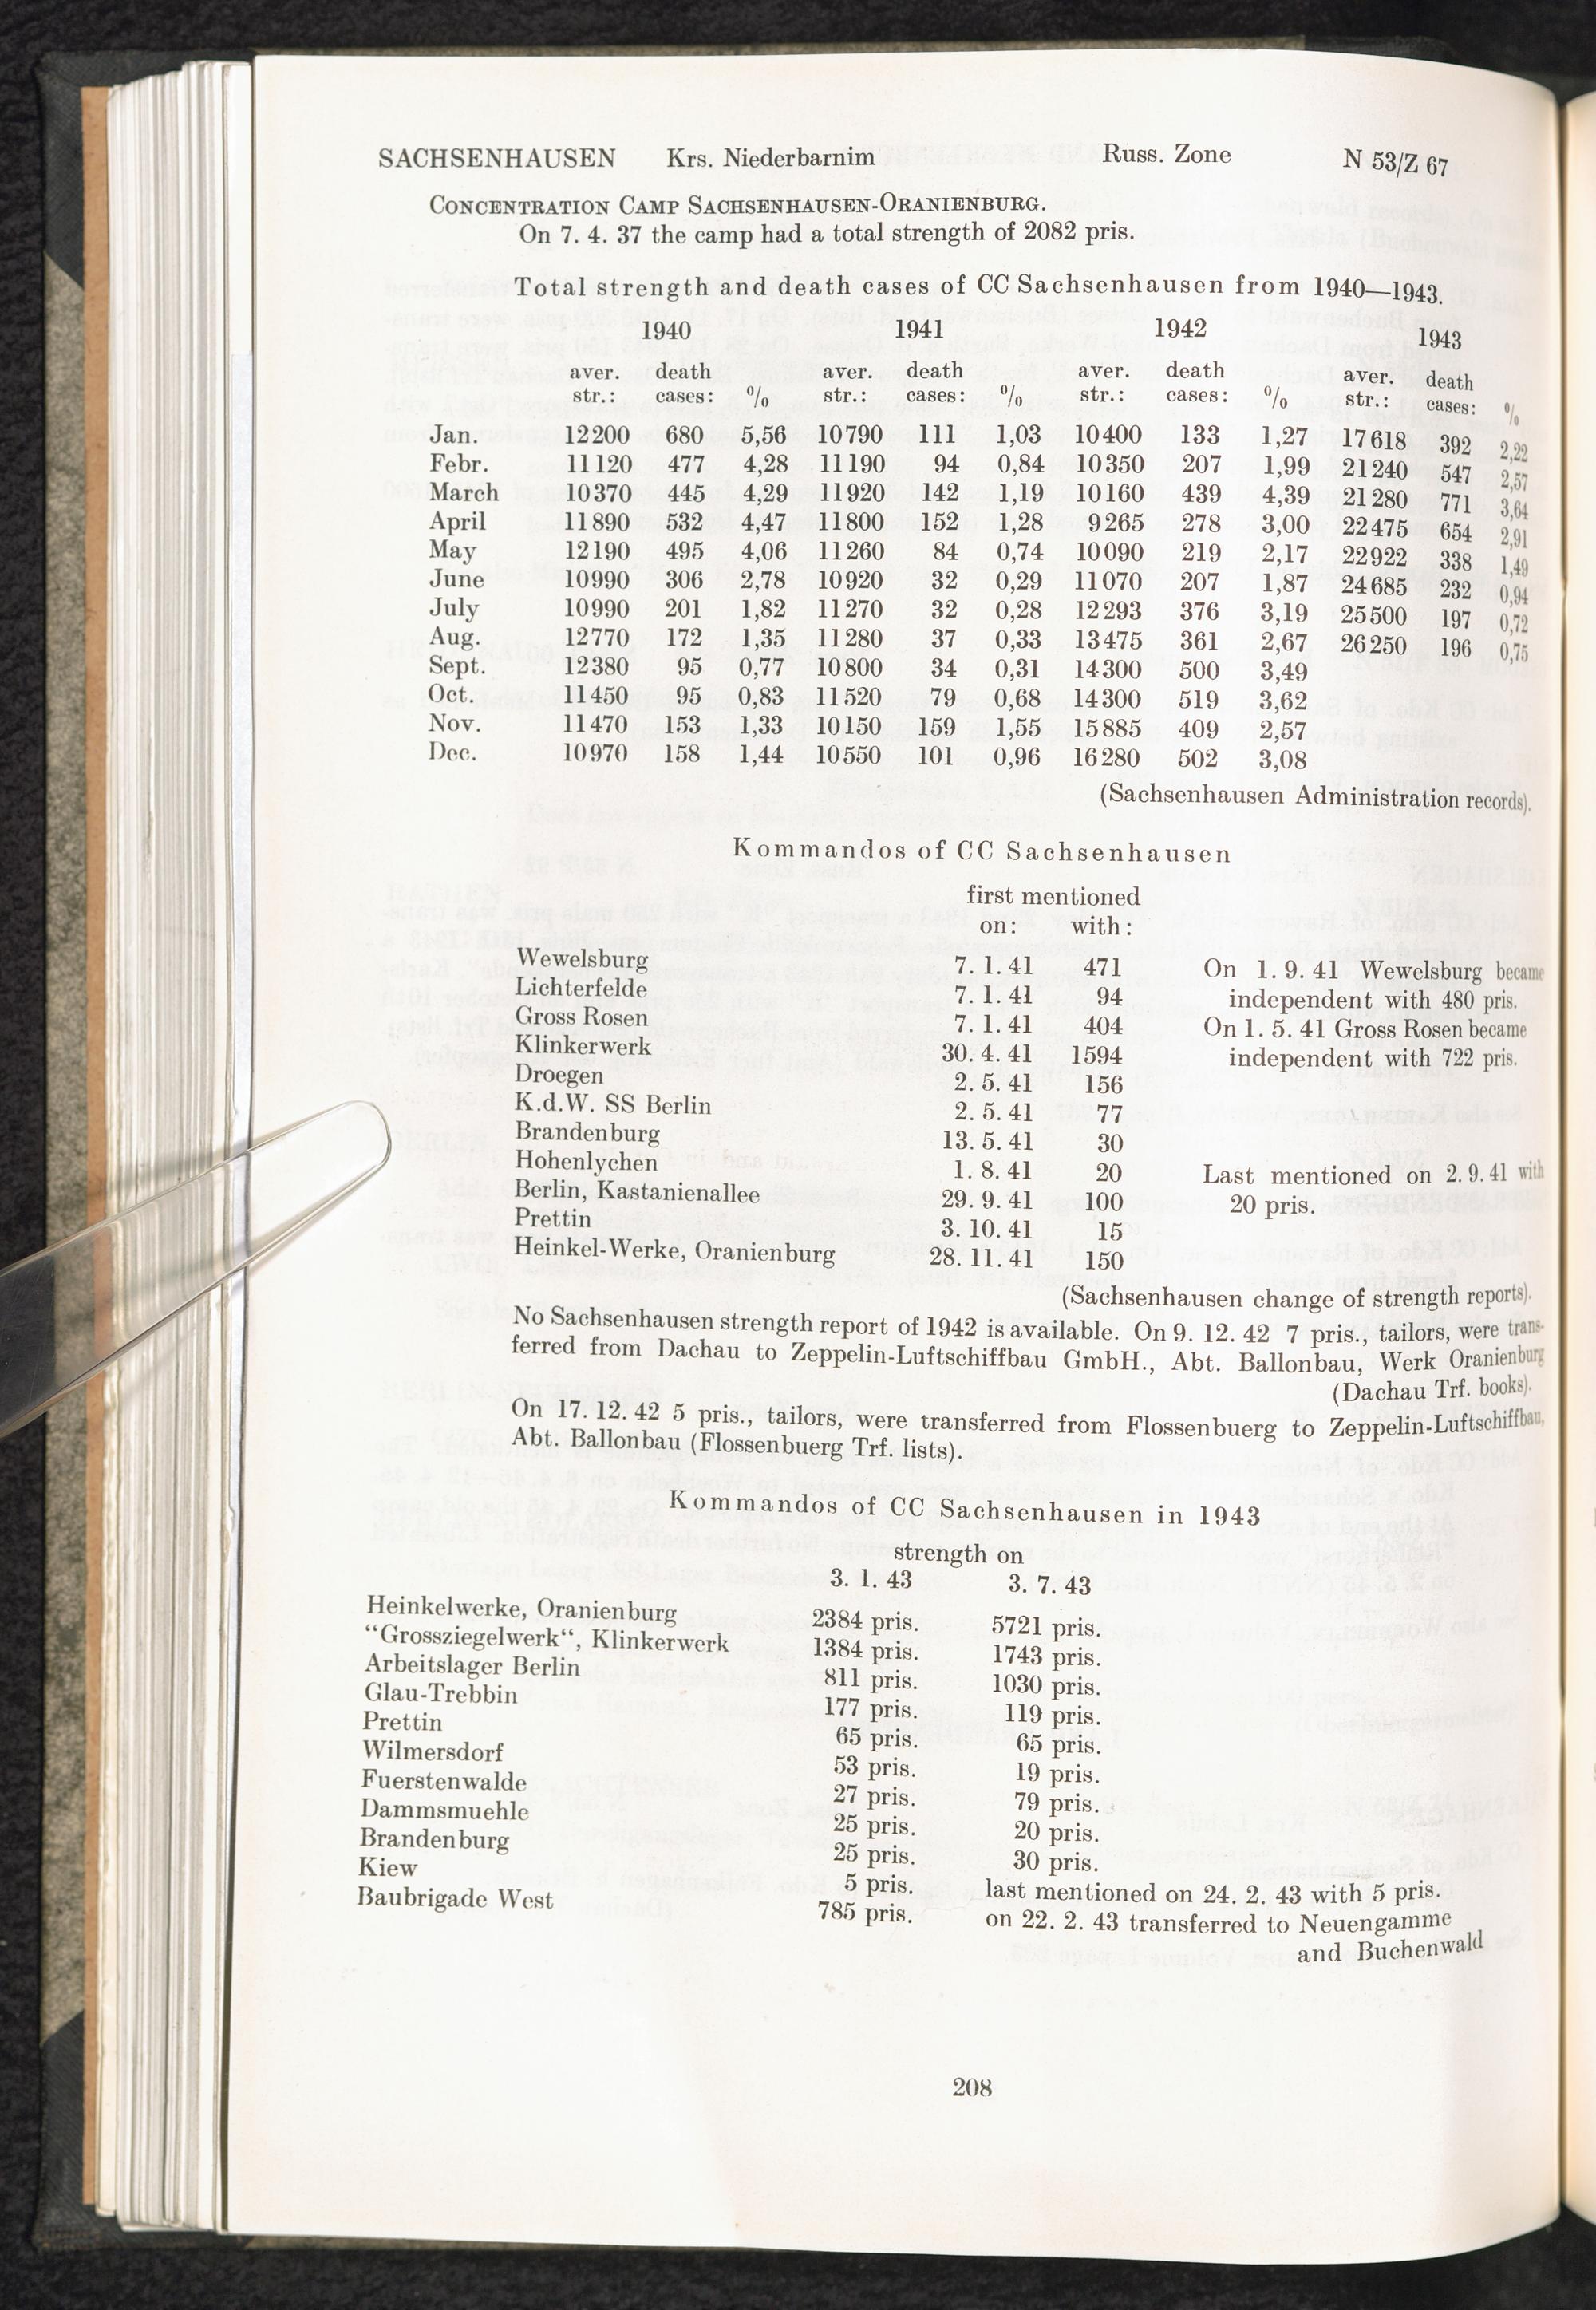 SACHSENHAUSEN Krs. Niederbarnim Russ. Zone N 53/Z 67
CONCENTRATION CAMP SACHSENHAUSEN-ORANIENBURG.
On 7. 4. 37 the camp had a total strength of 2082 pris.
Total strength and death cases of CC Sachsenhausen from 1940—1943.
1940 1941 1942 1943
aver. death aver. death aver. death aver. death
str.: cases: % str.: cases: % str.: cases: % str.: cases: %
Jan. 12200 680 5,56 10790 111 1,03 10400 133 1,27 17618 392 2,22
Febr. 11120 477 4,28 11190 94 0,84 10350 207 1,99 21240 547 2,57
March 10370 445 4,29 11920 142 1,19 10160 439 4,39 21280 771 3,64
April 11890 532 4,47 11800 152 1,28 9265 278 3,00 22475 654 2,91
May 12190 495 4,06 11260 84 0,74 10090 219 2,17 22922 338 1,49
June 10990 306 2,78 10920 32 0,29 11070 207 1,87 24685 232 0,94
July 10990 201 1,82 11270 32 0,28 12293 376 3,19 25500 197 0,72
Aug. 12770 172 1,35 11280 37 0,33 13475 361 2,67 26250 196 0,75
Sept. 12380 95 0,77 10800 34 0,31 14300 500 3,49
Oct. 11450 95 0,83 11520 79 0,68 14300 519 3,62
Nov. 11470 153 1,33 10150 159 1,55 15885 409 2,57
Dec. 10970 158 1,44 10550 101 0,96 16280 502 3,08
(Sachsenhausen Administration records).
Kommandos of CC Sachsenhausen
first mentioned
on: with:
Wewelsburg 7. 1. 41 471 On 1. 9. 41 Wewelsburg became
Lichterfelde 7. 1. 41 94 independent with 480 pris.
Gross Rosen 7. 1. 41 404 On 1. 5. 41 Gross Rosen became
Klinkerwerk 30. 4. 41 1594 independent with 722 pris.
Droegen 2. 5. 41 156
K.d.W. SS Berlin 2. 5. 41 77
Brandenburg 13. 5. 41 30
Hohenlychen 1. 8. 41 20 Last mentioned on 2. 9. 41 with
Berlin, Kastanienallee 29. 9. 41 100 20 pris.
Prettin 3. 10. 41 15
Heinkel-Werke, Oranienburg 28. 11. 41 150
(Sachsenhausen change of strength reports).
No Sachsenhausen strength report of 1942 is available. On 9. 12. 42 7 pris., tailors, were trans-
ferred from Dachau to Zeppelin-Luftschiffbau GmbH., Abt. Ballonbau, Werk Oranienburg
(Dachau Trf. books).
On 17. 12. 42 5 pris., tailors, were transferred from Flossenbuerg to Zeppelin-Luftschiffbau,
Abt. Ballonbau (Flossenbuerg Trf. lists).
Kommandos of CC Sachsenhausen in 1943
strength on
3. 1. 43 3. 7. 43
Heinkelwerke, Oranienburg 2384 pris. 5721 pris.
“Grossziegelwerk“, Klinkerwerk 1384 pris. 1743 pris.
Arbeitslager Berlin 811 pris. 1030 pris.
Glau-Trebbin 177 pris. 119 pris.
Prettin 65 pris. 65 pris.
Wilmersdorf 53 pris. 19 pris.
Fuerstenwalde 27 pris. 79 pris.
Dammsmuehle 25 pris. 20 pris.
Brandenburg 25 pris. 30 pris.
Kiew 5 pris. last mentioned on 24. 2. 43 with 5 pris.
Baubrigade West 785 pris. on 22. 2. 43 transferred to Neuengamme
and Buchenwald
208